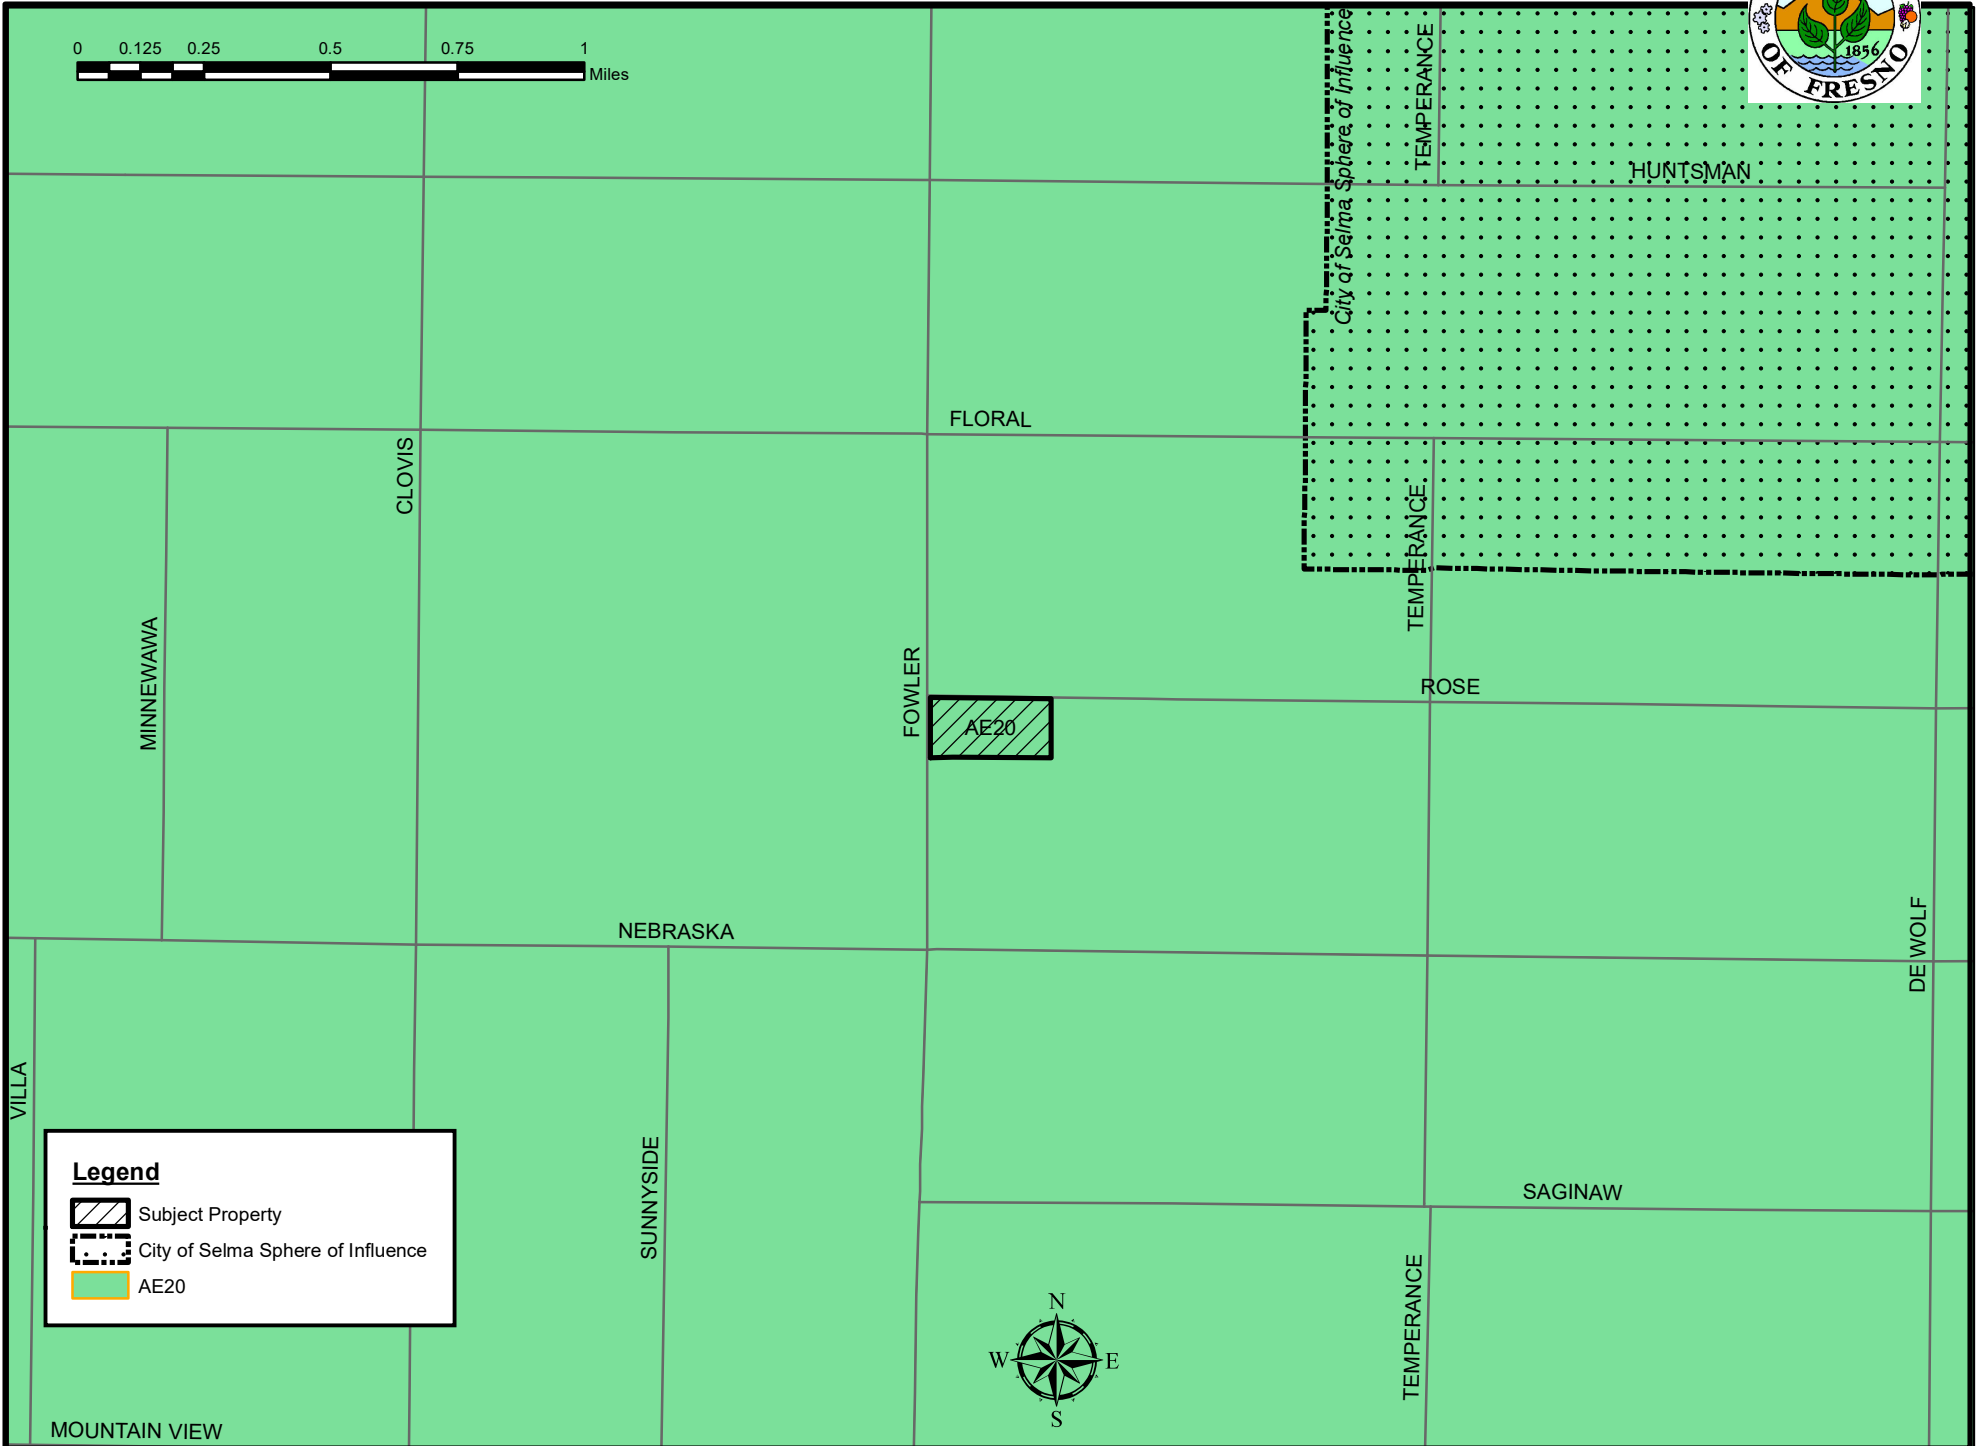 0 0.125 0.25 0.5 0.75 1
Miles
1856
OF FRESNO
City of Selma Sphere of Influence
TEMPERANCE
HUNTSMAN
FLORAL
CLOVIS
TEMPERANCE
MINNEWAWA
FOWLER
ROSE
AE20
NEBRASKA
DE WOLF
VILLA
SUNNYSIDE
SAGINAW
TEMPERANCE
Legend
Subject Property
City of Selma Sphere of Influence
AE20
N
W E
S
MOUNTAIN VIEW